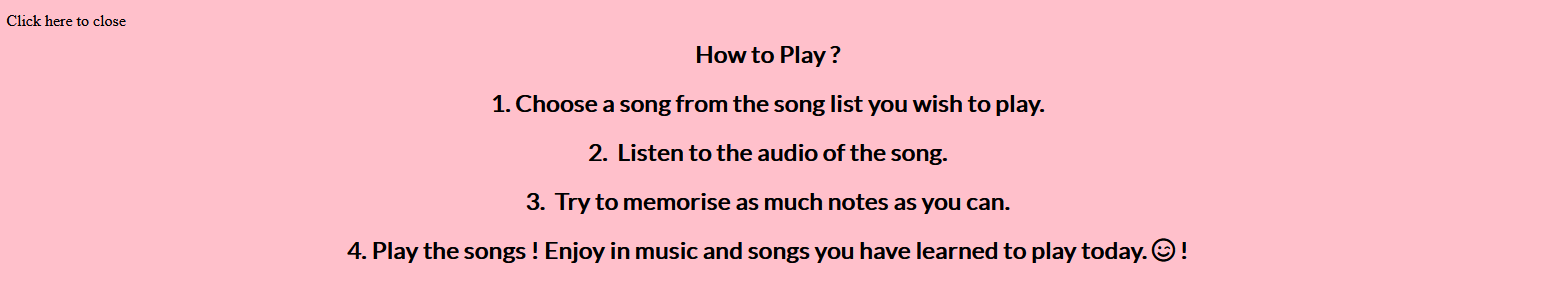 Click here to close
How to Play ?
1. Choose a song from the song list you wish to play.
2. Listen to the audio of the song.
3. Try to memorise as much notes as you can.
4. Play the songs ! Enjoy in music and songs you have learned to play today. 😉 !